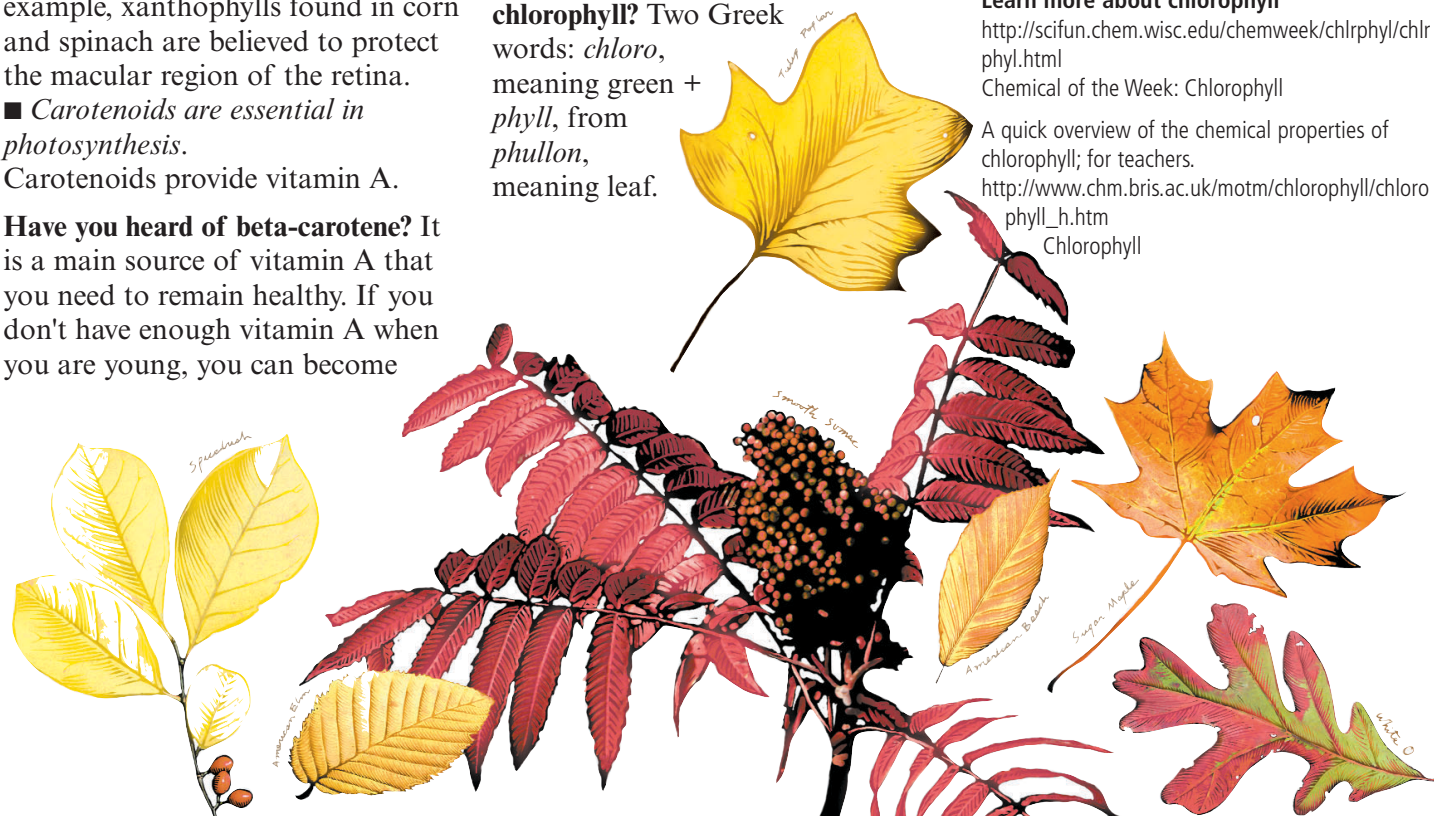 example, xanthophylls found in corn
and spinach are believed to protect
the macular region of the retina.
■ Carotenoids are essential in
photosynthesis.
Carotenoids provide vitamin A.
Have you heard of beta-carotene? It
is a main source of vitamin A that
you need to remain healthy. If you
don't have enough vitamin A when
you are young, you can become
chlorophyll? Two Greek
words: chloro,
meaning green +
phyll, from
phullon,
meaning leaf.
Learn more about chlorophyll
http://scifun.chem.wisc.edu/chemweek/chlrphyl/chlr
phyl.html
Chemical of the Week: Chlorophyll
A quick overview of the chemical properties of
chlorophyll; for teachers.
http://www.chm.bris.ac.uk/motm/chlorophyll/chloro
phyll_h.htm
Chlorophyll
Tulip Poplar
Spicebush
Smooth Sumac
American Elm
American Beech
Sugar Maple
White O